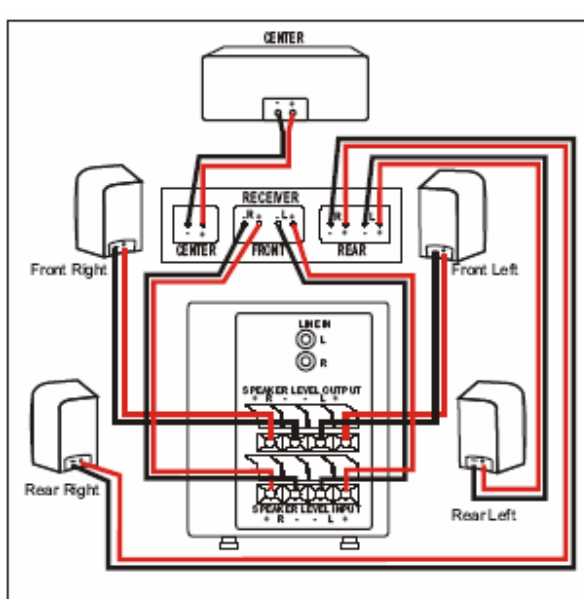 CENTER
- +
RECEIVER
R + - L +
R L
- + - + - +
CENTER FRONT REAR
Front Right
Front Left
LINE IN
L
R
SPEAKER LEVEL OUTPUT
+ R - - L +
Rear Right
Rear Left
SPEAKER LEVEL INPUT
+ R - - L +